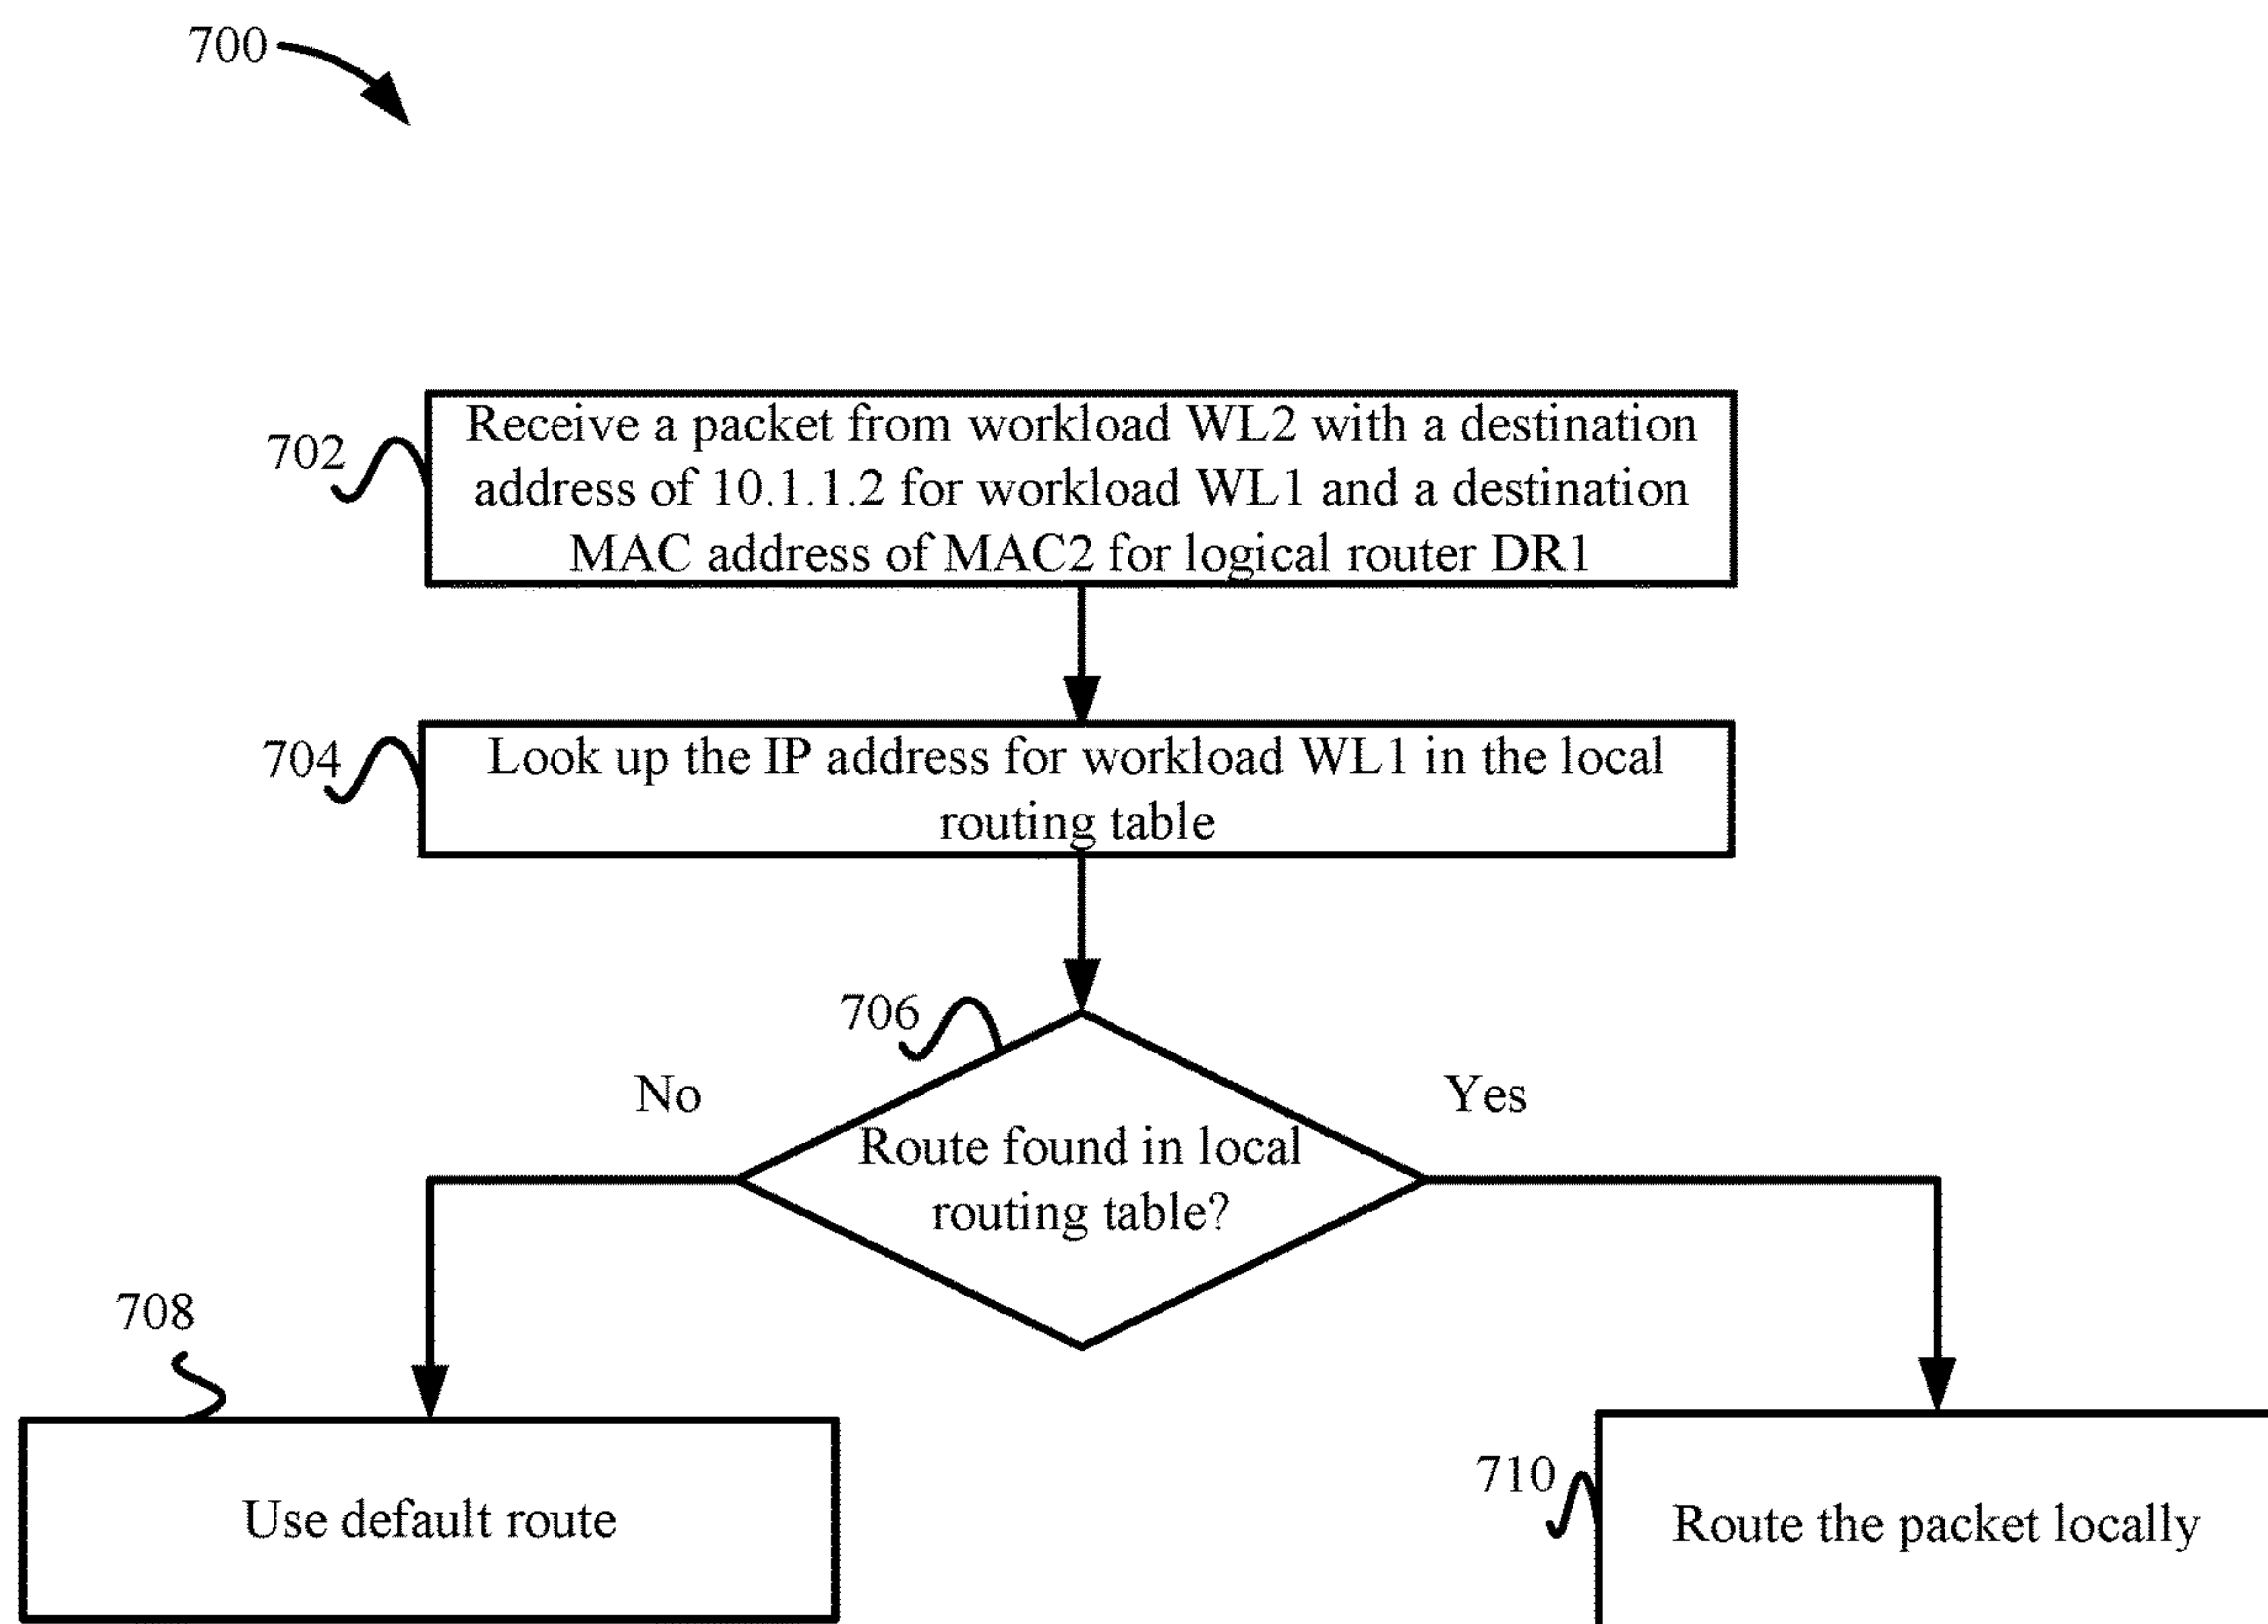 700
702
Receive a packet from workload WL2 with a destination
address of 10.1.1.2 for workload WL1 and a destination
MAC address of MAC2 for logical router DR1
704
Look up the IP address for workload WL1 in the local
routing table
706
No
Yes
Route found in local
routing table?
708
Use default route
710
Route the packet locally